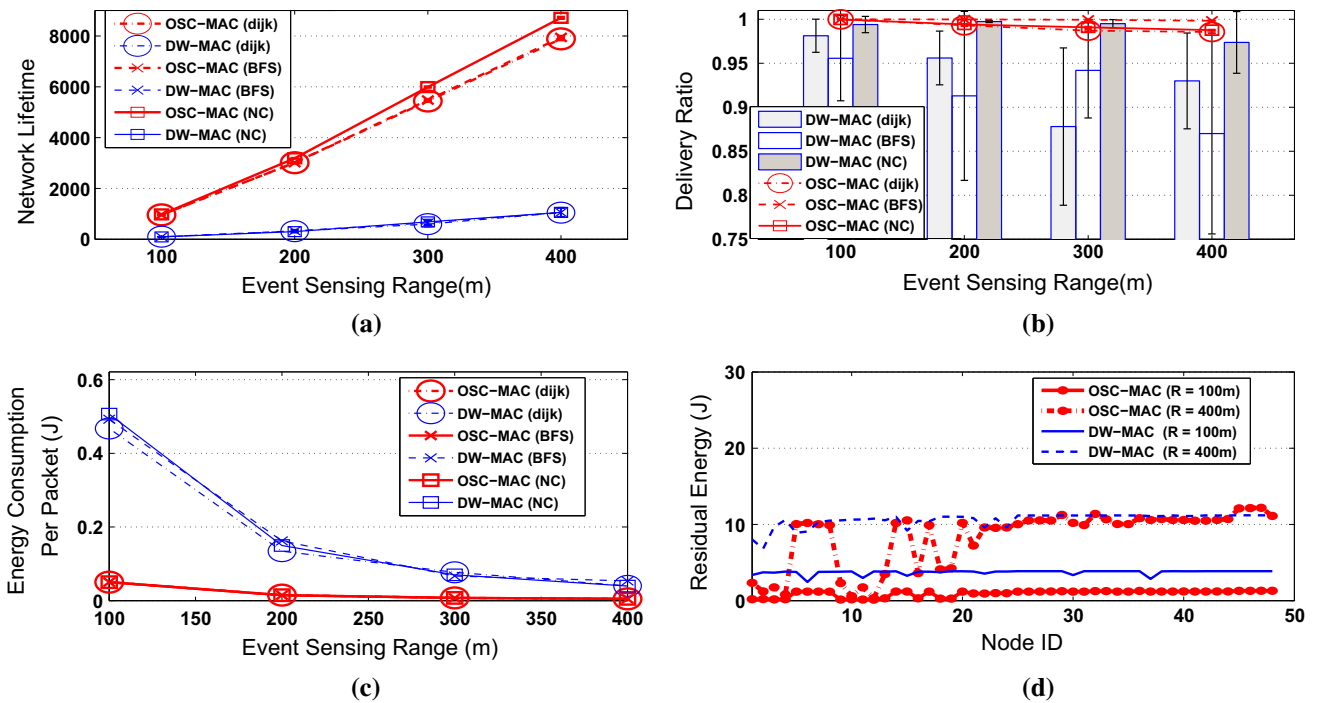 8000
6000
4000
2000
0
Network Lifetime
OSC−MAC (dijk)
DW−MAC (dijk)
OSC−MAC (BFS)
DW−MAC (BFS)
OSC−MAC (NC)
DW−MAC (NC)
100 200 300 400
Event Sensing Range(m)
(a)
1
0.95
0.9
0.85
0.8
0.75
Delivery Ratio
DW−MAC (dijk)
DW−MAC (BFS)
DW−MAC (NC)
OSC−MAC (dijk)
OSC−MAC (BFS)
OSC−MAC (NC)
100 200 300 400
Event Sensing Range(m)
(b)
0.6
0.4
0.2
0
Energy Consumption
Per Packet (J)
OSC−MAC (dijk)
DW−MAC (dijk)
OSC−MAC (BFS)
DW−MAC (BFS)
OSC−MAC (NC)
DW−MAC (NC)
100 150 200 250 300 350 400
Event Sensing Range (m)
(c)
30
20
10
0
Residual Energy (J)
OSC−MAC (R = 100m)
OSC−MAC (R = 400m)
DW−MAC (R = 100m)
DW−MAC (R = 400m)
10 20 30 40 50
Node ID
(d)